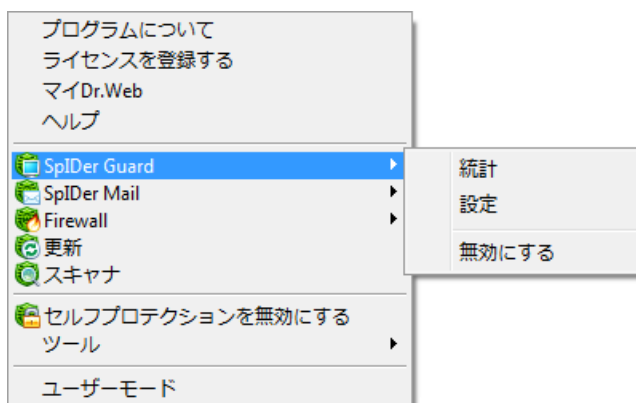 プログラムについて
ライセンスを登録する
マイDr.Web
ヘルプ
SpIDer Guard
統計
設定
無効にする
SpIDer Mail
Firewall
更新
スキャナ
セルフプロテクションを無効にする
ツール
ユーザーモード